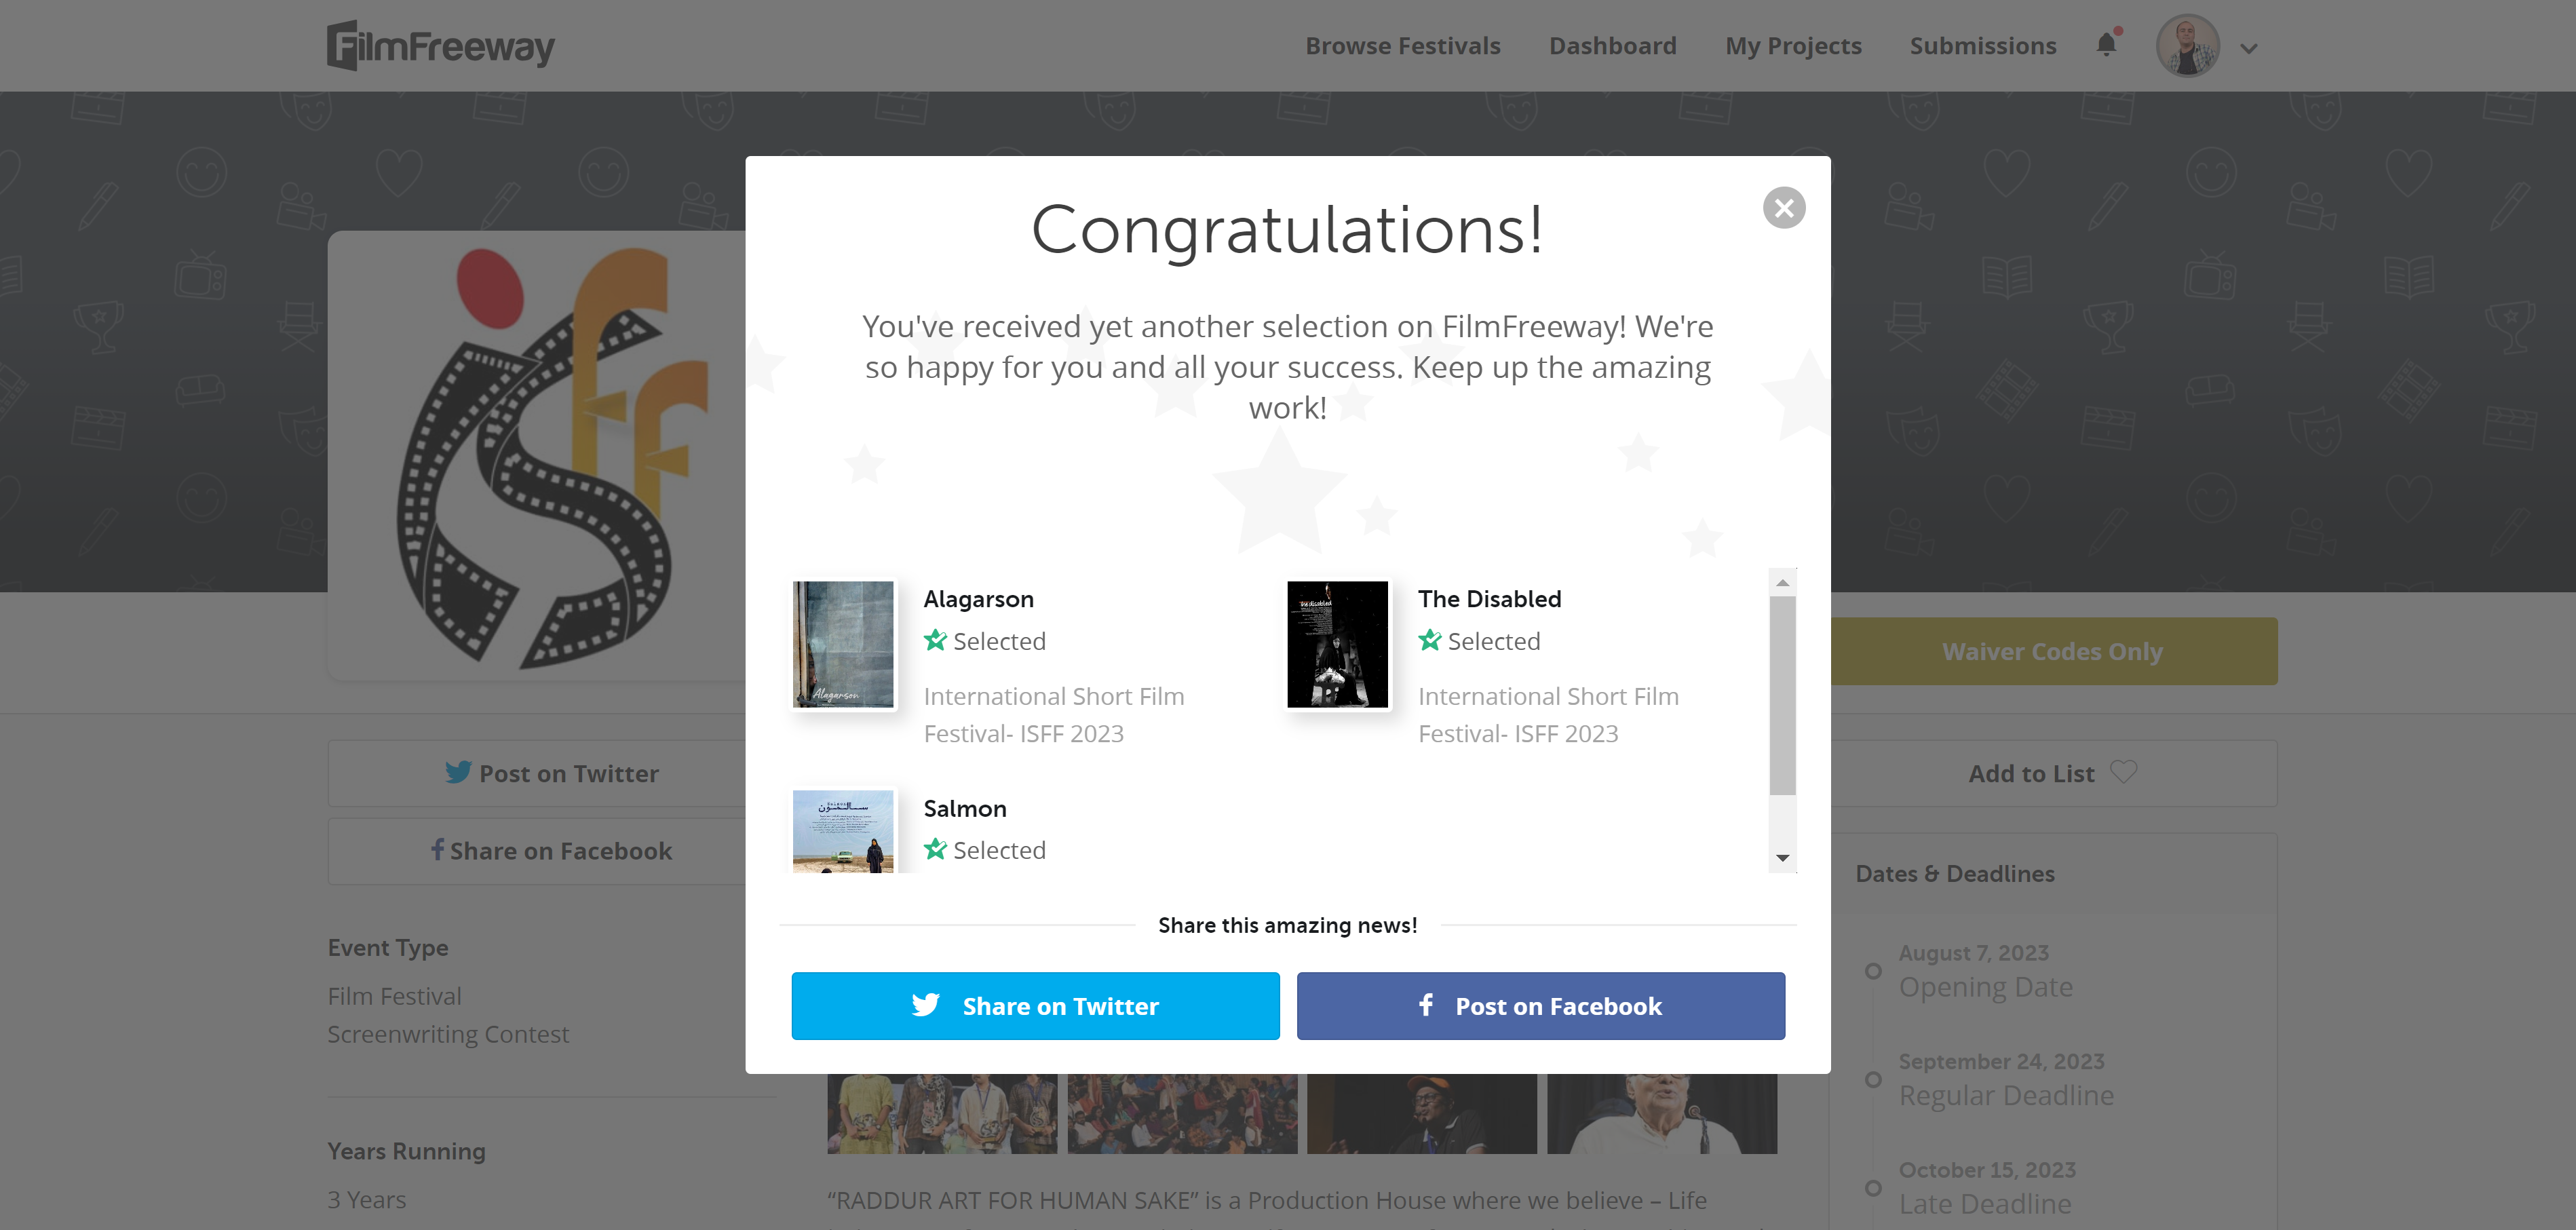 FilmFreeway
Browse Festivals
Dashboard
My Projects
Submissions
Congratulations!
You've received yet another selection on FilmFreeway! We're
so happy for you and all your success. Keep up the amazing
work!
Alagarson
Selected
International Short Film
Festival- ISFF 2023
Alagarson
The Disabled
Selected
International Short Film
Festival- ISFF 2023
The disabled
Salmon
Selected
Share this amazing news!
Share on Twitter
Post on Facebook
Post on Twitter
Share on Facebook
Event Type
Film Festival
Screenwriting Contest
Years Running
3 Years
Waiver Codes Only
Add to List
Dates & Deadlines
August 7, 2023
Opening Date
September 24, 2023
Regular Deadline
October 15, 2023
Late Deadline
“RADDUR ART FOR HUMAN SAKE” is a Production House where we believe – Life